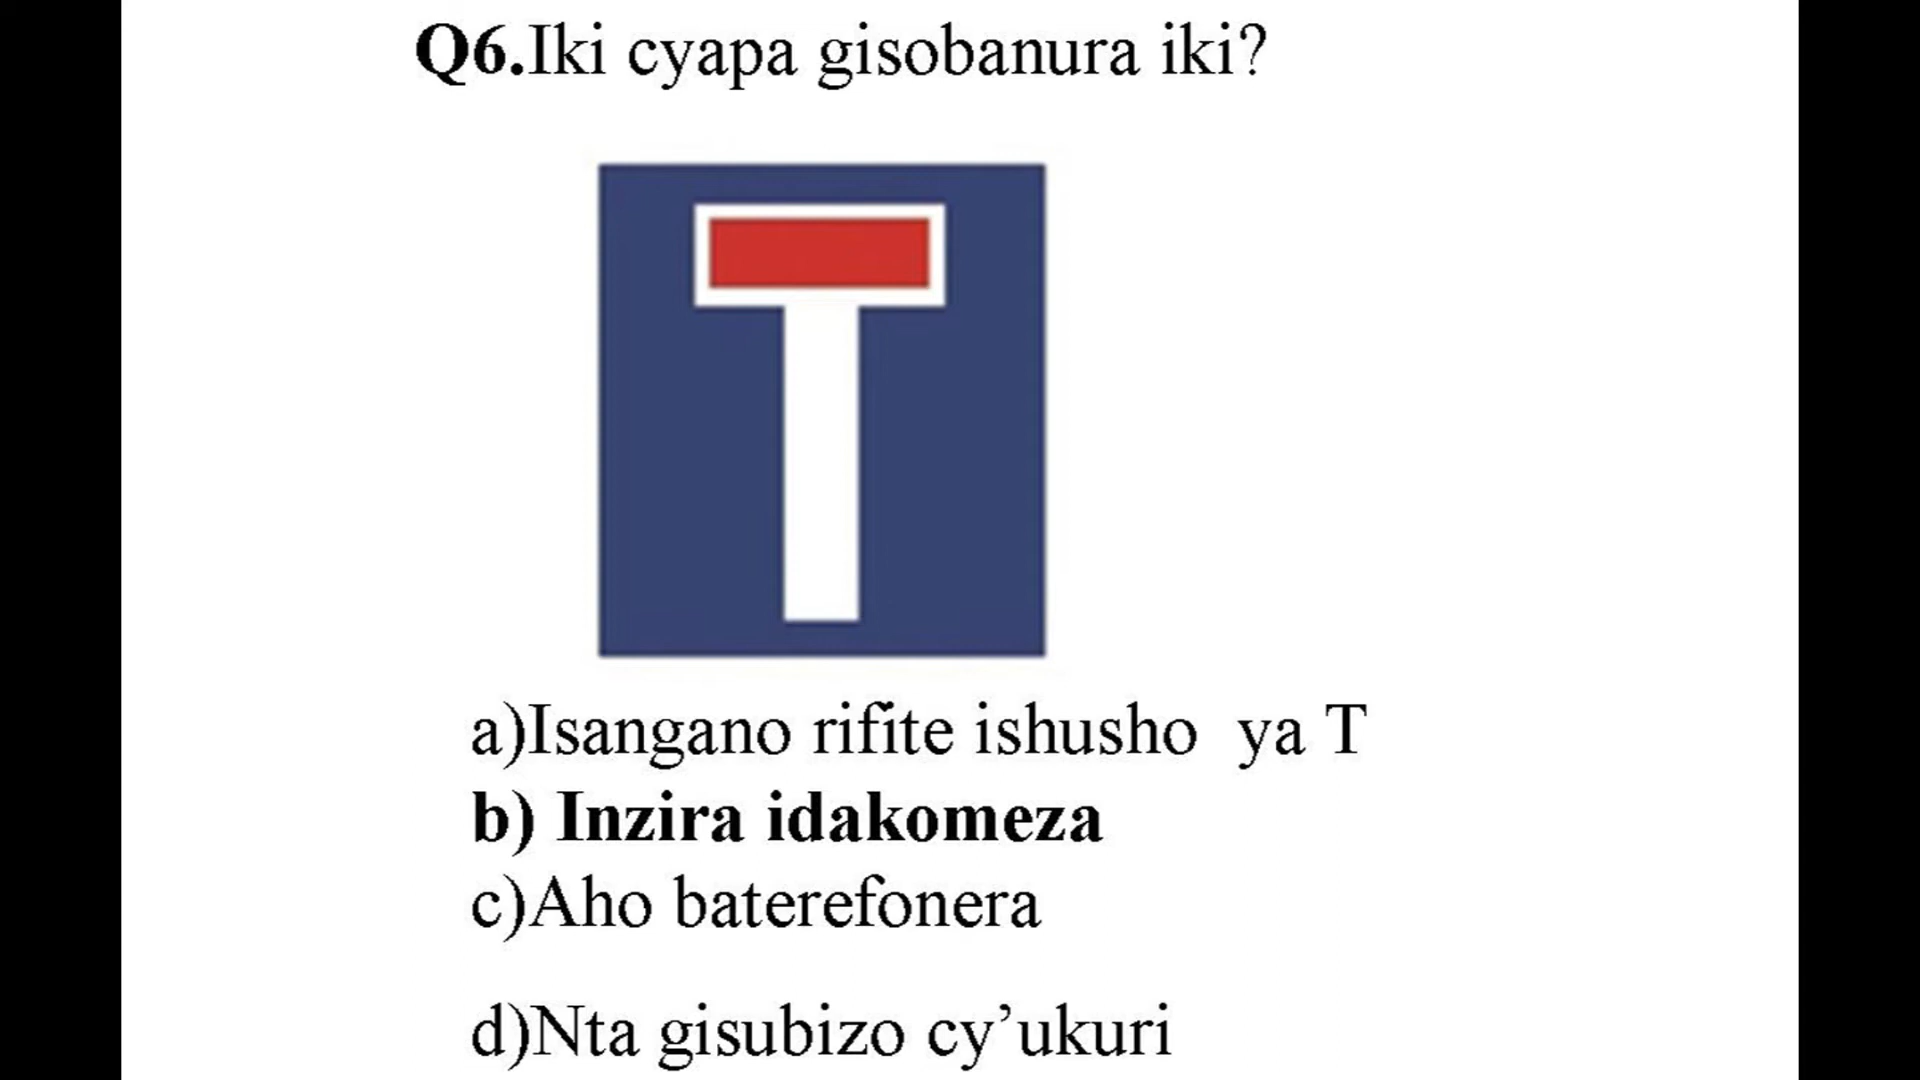 Q6.Iki cyapa gisobanura iki?
a)Isangano rifite ishusho ya T
b) Inzira idakomeza
c)Aho baterefonera
d)Nta gisubizo cy’ukuri